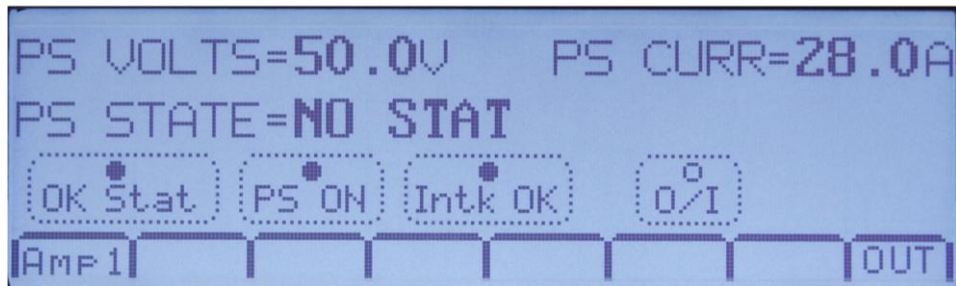 PS VOLTS=50.0V PS CURR=28.0A
PS STATE=NO STAT
OK Stat PS ON Intk OK O/I
Amp1 OUT